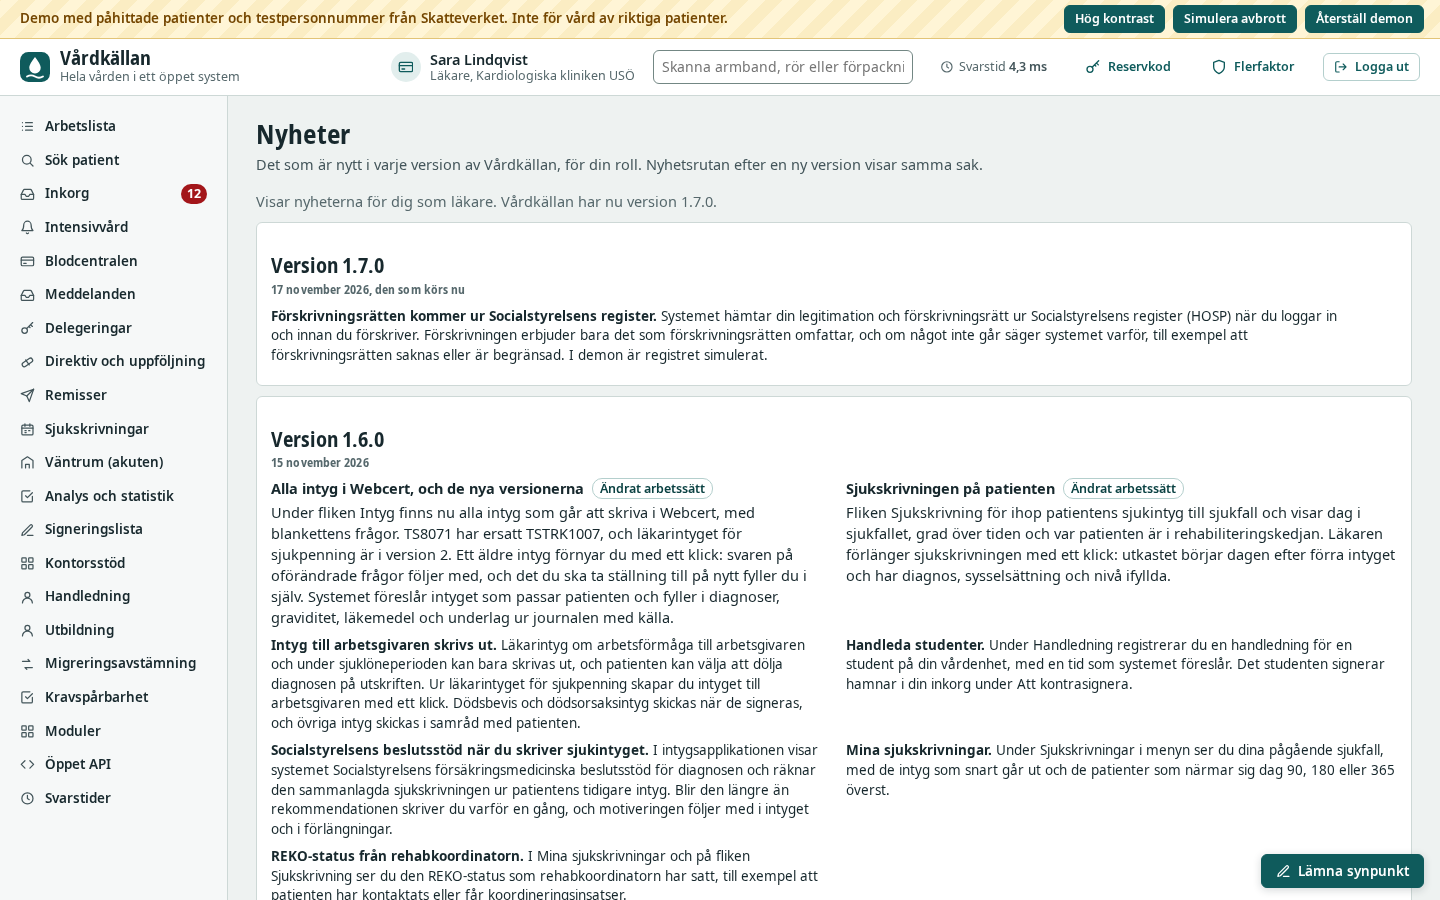 Demo med påhittade patienter och testpersonnummer från Skatteverket. Inte för vård av riktiga patienter.
Hög kontrast
Simulera avbrott
Återställ demon
Vårdkällan
Hela vården i ett öppet system
Sara Lindqvist
Läkare, Kardiologiska kliniken USÖ
Skanna armband, rör eller förpackni
Svarstid 4,3 ms
Reservkod
Flerfaktor
Logga ut
Arbetslista
Sök patient
Inkorg
12
Intensivvård
Blodcentralen
Meddelanden
Delegeringar
Direktiv och uppföljning
Remisser
Sjukskrivningar
Väntrum (akuten)
Analys och statistik
Signeringslista
Kontorsstöd
Handledning
Utbildning
Migreringsavstämning
Kravspårbarhet
Moduler
Öppet API
Svarstider
Nyheter
Det som är nytt i varje version av Vårdkällan, för din roll. Nyhetsrutan efter en ny version visar samma sak.
Visar nyheterna för dig som läkare. Vårdkällan har nu version 1.7.0.
Version 1.7.0
17 november 2026, den som körs nu
Förskrivningsrätten kommer ur Socialstyrelsens register. Systemet hämtar din legitimation och förskrivningsrätt ur Socialstyrelsens register (HOSP) när du loggar in
och innan du förskriver. Förskrivningen erbjuder bara det som förskrivningsrätten omfattar, och om något inte går säger systemet varför, till exempel att
förskrivningsrätten saknas eller är begränsad. I demon är registret simulerat.
Version 1.6.0
15 november 2026
Alla intyg i Webcert, och de nya versionerna
Ändrat arbetssätt
Under fliken Intyg finns nu alla intyg som går att skriva i Webcert, med
blankettens frågor. TS8071 har ersatt TSTRK1007, och läkarintyget för
sjukpenning är i version 2. Ett äldre intyg förnyar du med ett klick: svaren på
oförändrade frågor följer med, och det du ska ta ställning till på nytt fyller du i
själv. Systemet föreslår intyget som passar patienten och fyller i diagnoser,
graviditet, läkemedel och underlag ur journalen med källa.
Sjukskrivningen på patienten
Ändrat arbetssätt
Fliken Sjukskrivning för ihop patientens sjukintyg till sjukfall och visar dag i
sjukfallet, grad över tiden och var patienten är i rehabiliteringskedjan. Läkaren
förlänger sjukskrivningen med ett klick: utkastet börjar dagen efter förra intyget
och har diagnos, sysselsättning och nivå ifyllda.
Intyg till arbetsgivaren skrivs ut. Läkarintyg om arbetsförmåga till arbetsgivaren
och under sjuklöneperioden kan bara skrivas ut, och patienten kan välja att dölja
diagnosen på utskriften. Ur läkarintyget för sjukpenning skapar du intyget till
arbetsgivaren med ett klick. Dödsbevis och dödsorsaksintyg skickas när de signeras,
och övriga intyg skickas i samråd med patienten.
Handleda studenter. Under Handledning registrerar du en handledning för en
student på din vårdenhet, med en tid som systemet föreslår. Det studenten signerar
hamnar i din inkorg under Att kontrasignera.
Socialstyrelsens beslutsstöd när du skriver sjukintyget. I intygsapplikationen visar
systemet Socialstyrelsens försäkringsmedicinska beslutsstöd för diagnosen och räknar
den sammanlagda sjukskrivningen ur patientens tidigare intyg. Blir den längre än
rekommendationen skriver du varför en gång, och motiveringen följer med i intyget
och i förlängningar.
Mina sjukskrivningar. Under Sjukskrivningar i menyn ser du dina pågående sjukfall,
med de intyg som snart går ut och de patienter som närmar sig dag 90, 180 eller 365
överst.
REKO-status från rehabkoordinatorn. I Mina sjukskrivningar och på fliken
Sjukskrivning ser du den REKO-status som rehabkoordinatorn har satt, till exempel att
patienten har kontaktats eller får koordineringsinsatser.
Lämna synpunkt